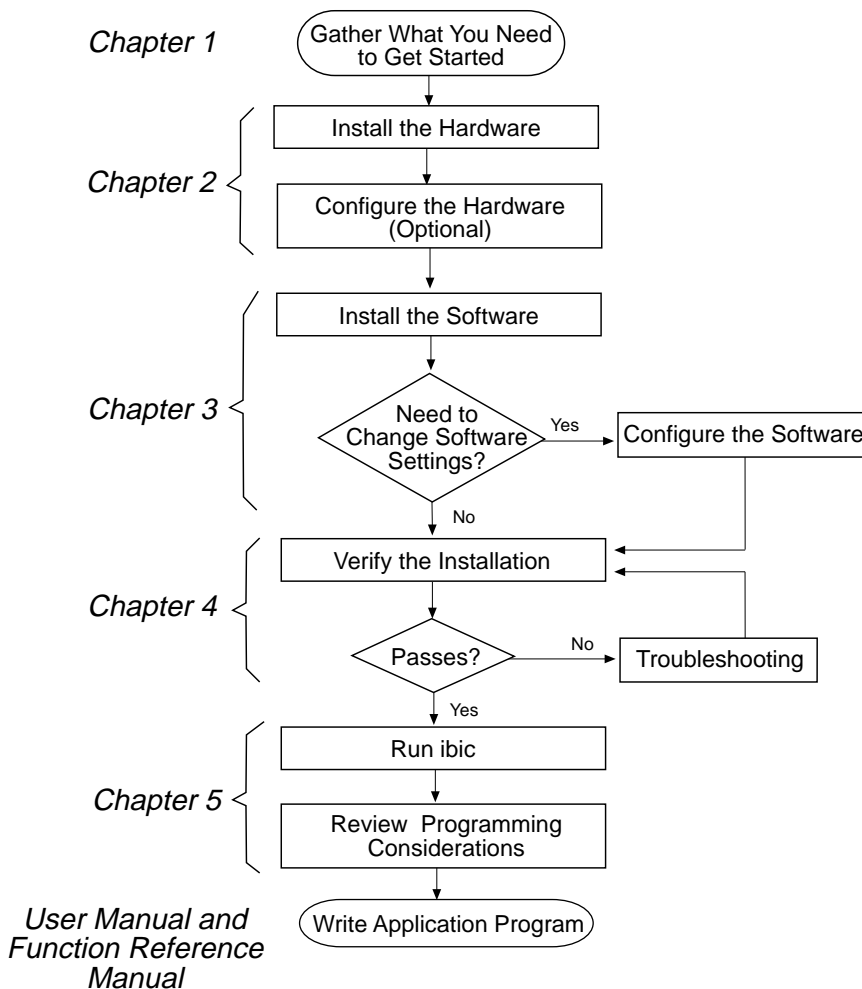 Chapter 1
Gather What You Need
to Get Started
Install the Hardware
Chapter 2
Configure the Hardware
(Optional)
Install the Software
Chapter 3
Need to
Change Software
Settings?
Yes
Configure the Software
No
Verify the Installation
Chapter 4
Passes?
No
Troubleshooting
Yes
Run ibic
Chapter 5
Review Programming
Considerations
User Manual and
Function Reference
Manual
Write Application Program